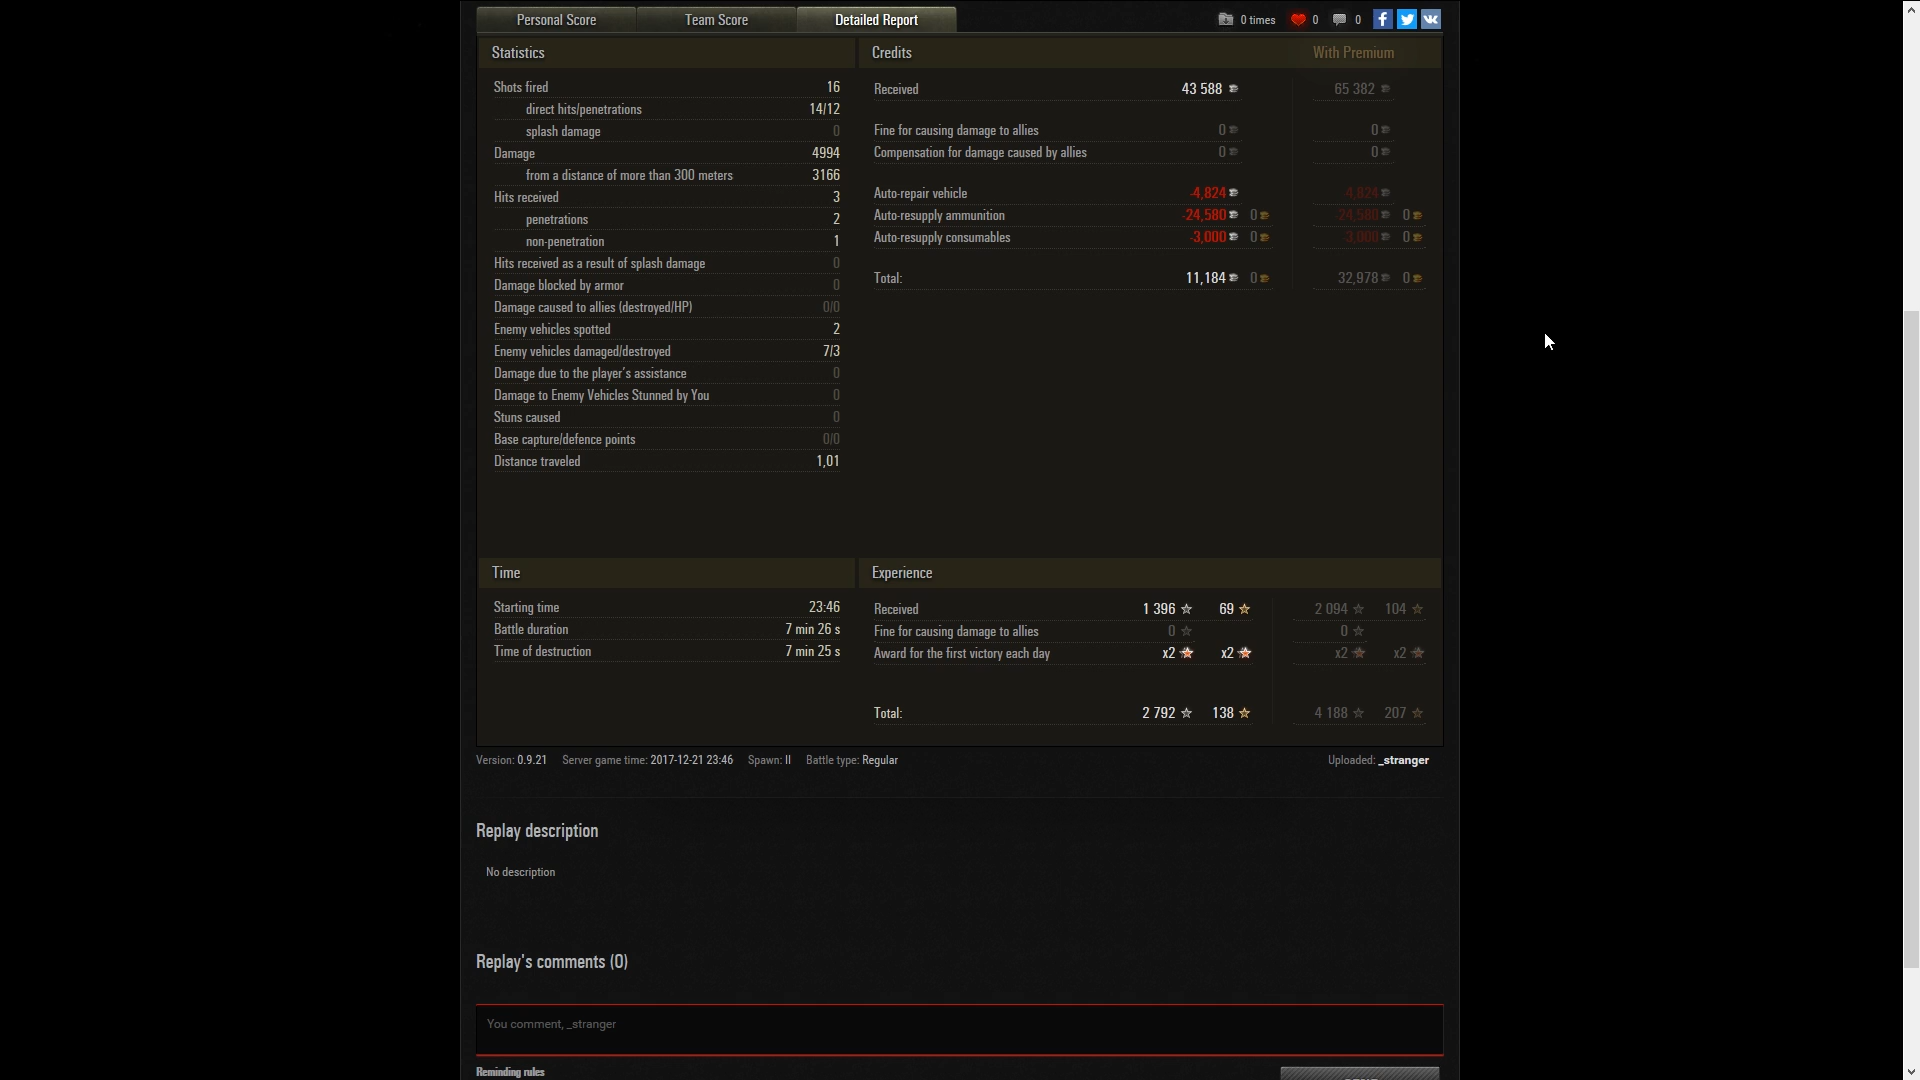 Personal Score Team Score Detailed Report 0 times 0 0
Statistics
Shots fired 16
direct hits/penetrations 14/12
splash damage 0
Damage 4994
from a distance of more than 300 meters 3166
Hits received 3
penetrations 2
non-penetration 1
Hits received as a result of splash damage 0
Damage blocked by armor 0
Damage caused to allies (destroyed/HP) 0/0
Enemy vehicles spotted 2
Enemy vehicles damaged/destroyed 7/3
Damage due to the player's assistance 0
Damage to Enemy Vehicles Stunned by You 0
Stuns caused 0
Base capture/defence points 0/0
Distance traveled 1,01
Credits With Premium
Received 43 588 65 382
Fine for causing damage to allies 0 0
Compensation for damage caused by allies 0 0
Auto-repair vehicle -4,824 -4,824
Auto-resupply ammunition -24,580 0 -24,580 0
Auto-resupply consumables -3,000 0 -3,000 0
Total: 11,184 0 32,978 0
Time
Starting time 23:46
Battle duration 7 min 26 s
Time of destruction 7 min 25 s
Experience
Received 1 396 69 2 094 104
Fine for causing damage to allies 0 0
Award for the first victory each day x2 x2 x2 x2
Total: 2 792 138 4 188 207
Version: 0.9.21 Server game time: 2017-12-21 23:46 Spawn: II Battle type: Regular Uploaded: _stranger
Replay description
No description
Replay's comments (0)
You comment, _stranger
Reminding rules